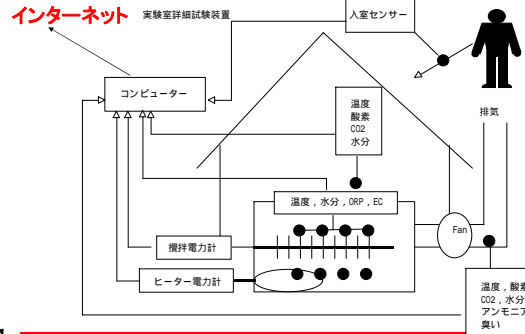 インターネット
実験室詳細試験装置
入室センサー
コンピューター
温度
酸素
CO2
水分
排気
温度，水分，ORP，EC
Fan
攪拌電力計
ヒーター電力計
温度，酸素
CO2，水分
アンモニア
臭い